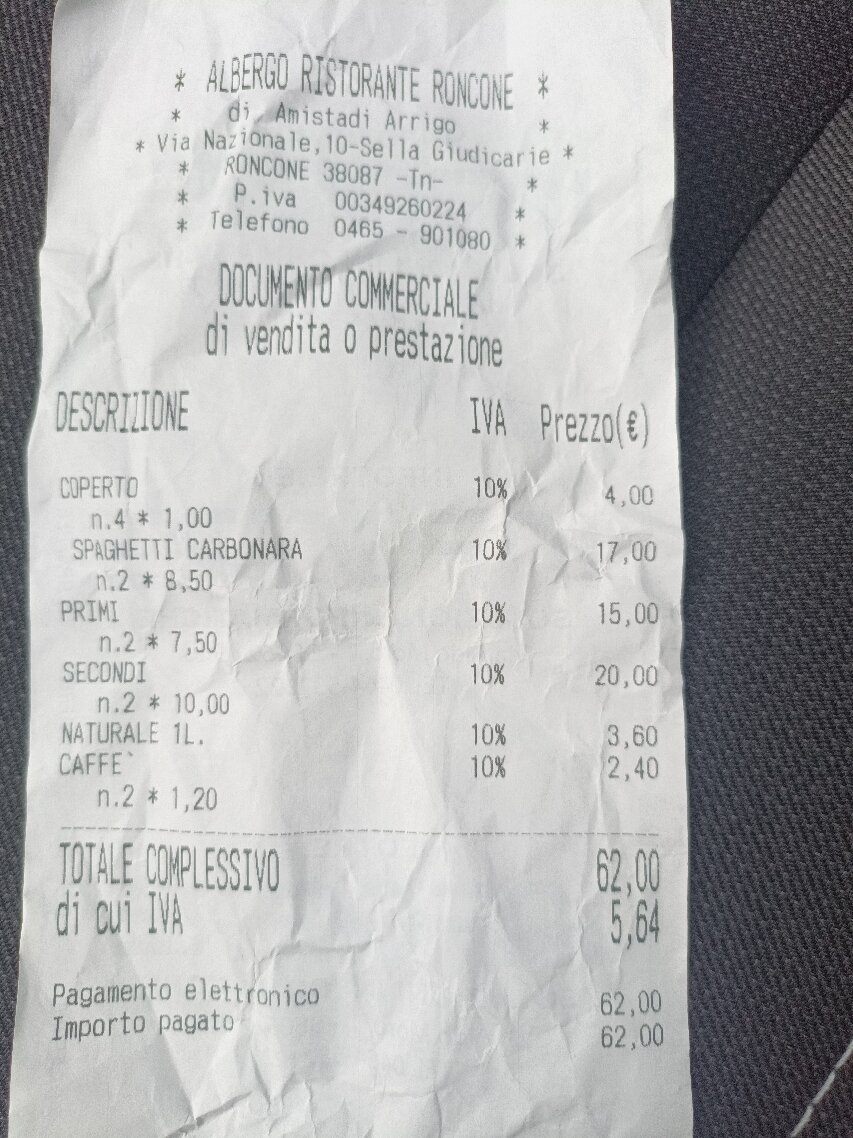 * ALBERGO RISTORANTE RONCONE *
* di Amistadi Arrigo *
* Via Nazionale,10-Sella Giudicarie *
* RONCONE 38087 -Tn- *
* P.iva 00349260224 *
* Telefono 0465 - 901080 *
DOCUMENTO COMMERCIALE
di vendita o prestazione
DESCRIZIONE IVA Prezzo(€)
COPERTO 10% 4,00
n.4 * 1,00
SPAGHETTI CARBONARA 10% 17,00
n.2 * 8,50
PRIMI 10% 15,00
n.2 * 7,50
SECONDI 10% 20,00
n.2 * 10,00
NATURALE 1L. 10% 3,60
CAFFE` 10% 2,40
n.2 * 1,20
TOTALE COMPLESSIVO 62,00
di cui IVA 5,64
Pagamento elettronico 62,00
Importo pagato 62,00